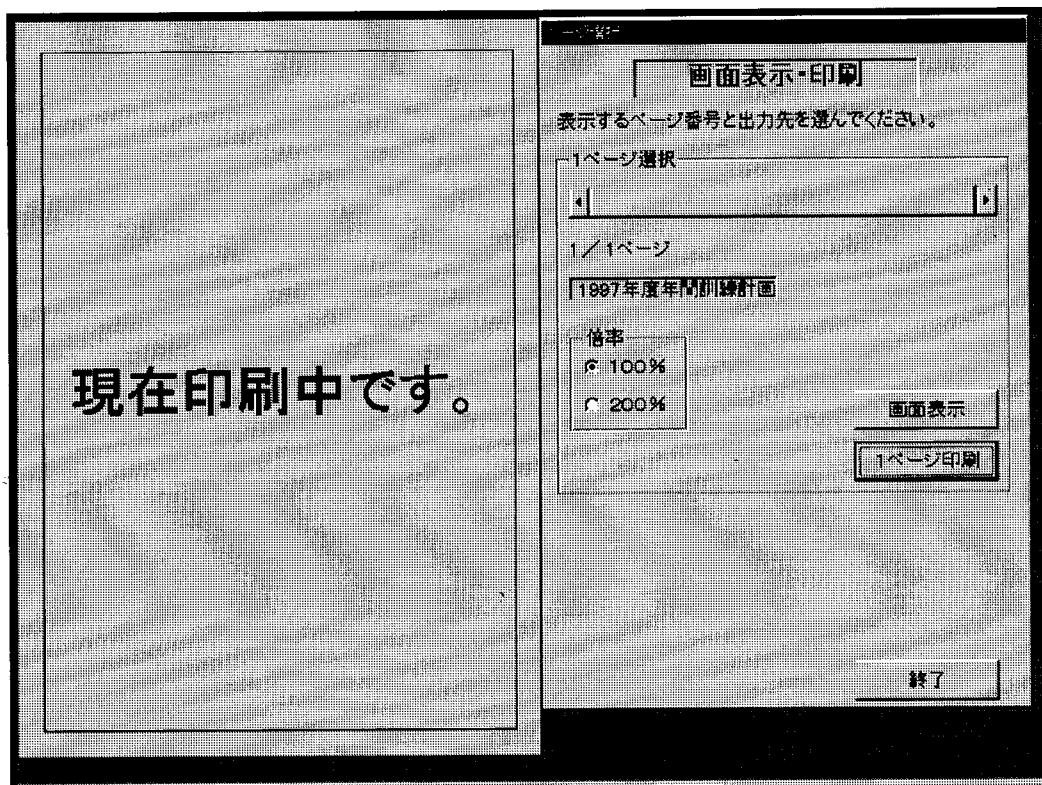 現在印刷中です。
画面表示・印刷
表示するページ番号と出力先を選んでください。
1ページ選択
1/1ページ
1997年度年間訓練計画
倍率
100%
200%
画面表示
1ページ印刷
終了